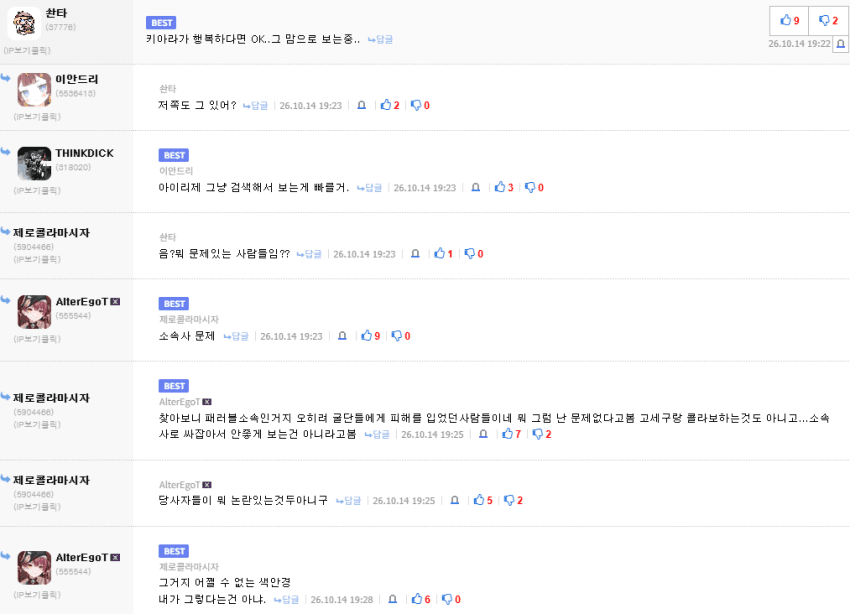 찬타
(87776)
(IP보기클릭)
BEST
키아라가 행복하다면 OK..그 맘으로 보는중.. 답글
9
2
26.10.14 19:22
이안드리
(5536413)
(IP보기클릭)
찬타
저쪽도 그 있어? 답글 26.10.14 19:23 2 0
THINKDICK
(318020)
(IP보기클릭)
BEST
이안드리
아이리제 그냥 검색해서 보는게 빠를거. 답글 26.10.14 19:23 3 0
제로콜라마시자
(5904466)
(IP보기클릭)
찬타
음?뭐 문제있는 사람들임?? 답글 26.10.14 19:23 1 0
AlterEgoT
(555544)
(IP보기클릭)
BEST
제로콜라마시자
소속사 문제 답글 26.10.14 19:23 9 0
제로콜라마시자
(5904466)
(IP보기클릭)
BEST
AlterEgoT
찾아보니 패러블소속인거지 오히려 굴단들에게 피해를 입었던사람들이네 뭐 그럼 난 문제없다고봄 고세구랑 콜라보하는것도 아니고...소속
사로 싸잡아서 안좋게 보는건 아니라고봄 답글 26.10.14 19:25 7 2
제로콜라마시자
(5904466)
(IP보기클릭)
AlterEgoT
당사자들이 뭐 논란있는것두아니구 답글 26.10.14 19:25 5 2
AlterEgoT
(555544)
(IP보기클릭)
BEST
제로콜라마시자
그거지 어쩔 수 없는 색안경
내가 그렇다는건 아냐. 답글 26.10.14 19:28 6 0